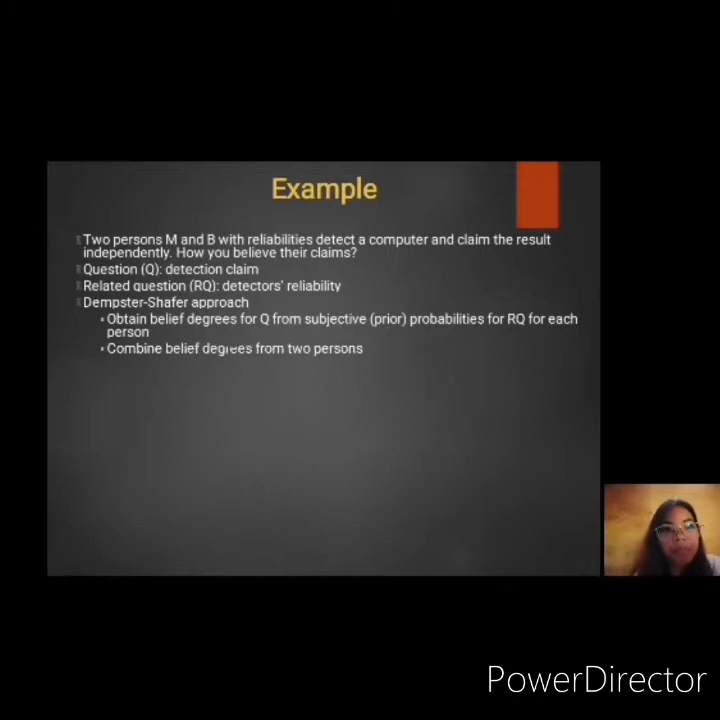 Example
Two persons M and B with reliabilities detect a computer and claim the result
independently. How you believe their claims?
Question (Q): detection claim
Related question (RQ): detectors' reliability
Dempster-Shafer approach
Obtain belief degrees for Q from subjective (prior) probabilities for RQ for each
person
Combine belief degrees from two persons
PowerDirector